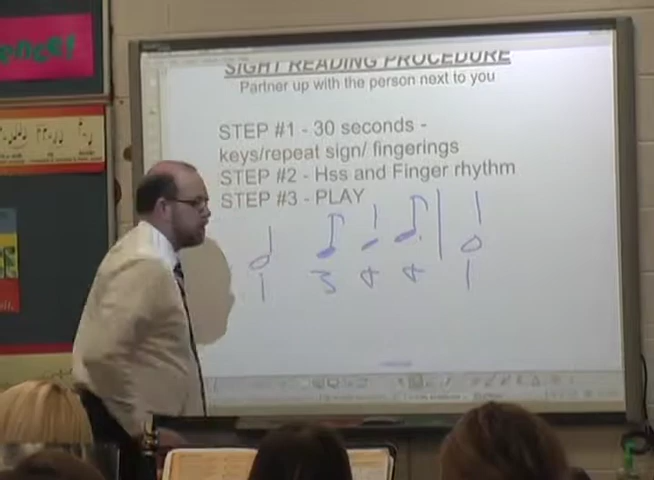 SIGHT READING PROCEDURE
Partner up with the person next to you
STEP #1 - 30 seconds -
keys/repeat sign/ fingerings
STEP #2 - Hss and Finger rhythm
STEP #3 - PLAY
1 3 4 4 1